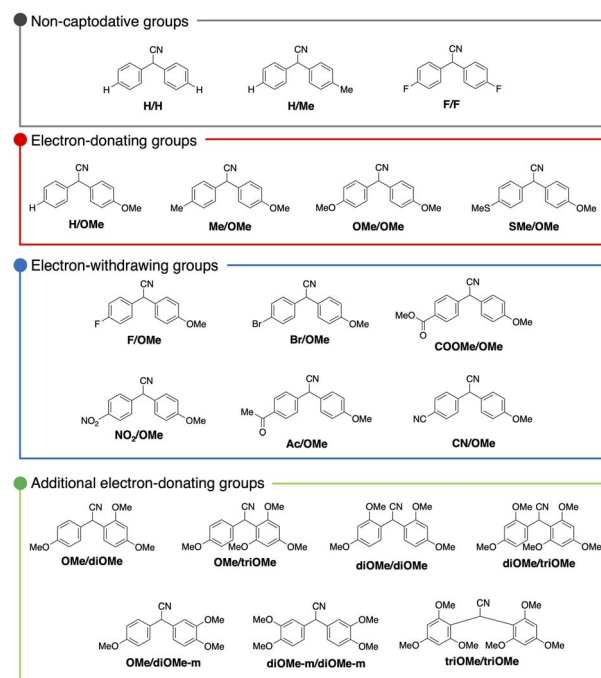 Non-captodative groups
CN CN CN
H H H Me F F
H/H H/Me F/F
Electron-donating groups
CN CN CN CN
H OMe Me OMe MeO OMe MeS OMe
H/OMe Me/OMe OMe/OMe SMe/OMe
Electron-withdrawing groups
CN CN CN
F OMe Br OMe MeO O OMe
F/OMe Br/OMe COOMe/OMe
CN CN CN
NO₂ OMe Me O OMe NC OMe
NO₂/OMe Ac/OMe CN/OMe
Additional electron-donating groups
CN OMe CN OMe OMe CN OMe OMe CN OMe
MeO OMe MeO MeO OMe MeO OMe MeO MeO OMe
OMe/diOMe OMe/triOMe diOMe/diOMe diOMe/triOMe
CN CN CN
OMe MeO OMe OMe OMe
MeO OMe MeO OMe MeO OMe MeO OMe
OMe/diOMe-m diOMe-m/diOMe-m triOMe/triOMe